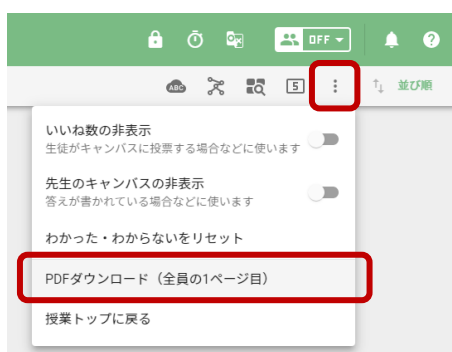 OFF
ABC
5
並び順
いいね数の非表示
生徒がキャンバスに投票する場合などに使います
先生のキャンバスの非表示
答えが書かれている場合などに使います
わかった・わからないをリセット
PDFダウンロード（全員の1ページ目）
授業トップに戻る